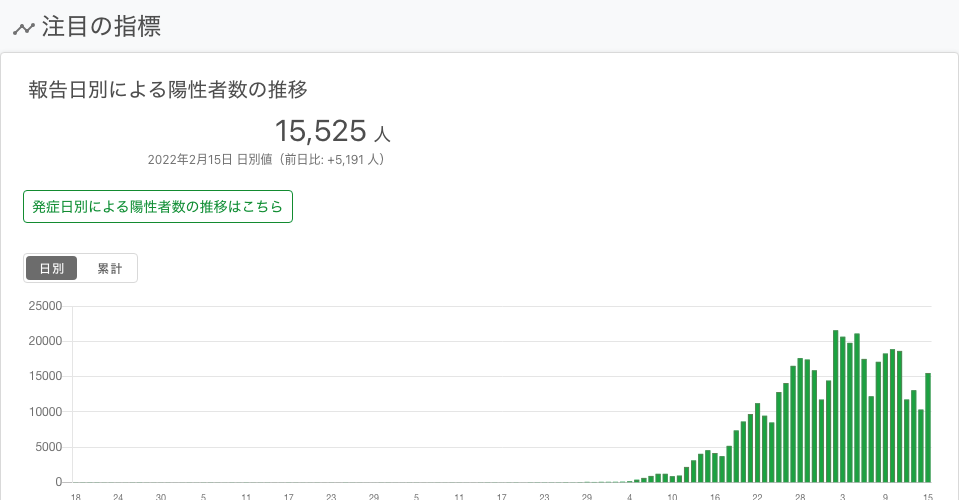 注目の指標
報告日別による陽性者数の推移
15,525 人
2022年2月15日 日別値（前日比: +5,191 人）
発症日別による陽性者数の推移はこちら
日別 累計
25000
20000
15000
10000
5000
0
18 24 30 5 11 17 23 29 5 11 17 23 29 4 10 16 22 28 3 9 15